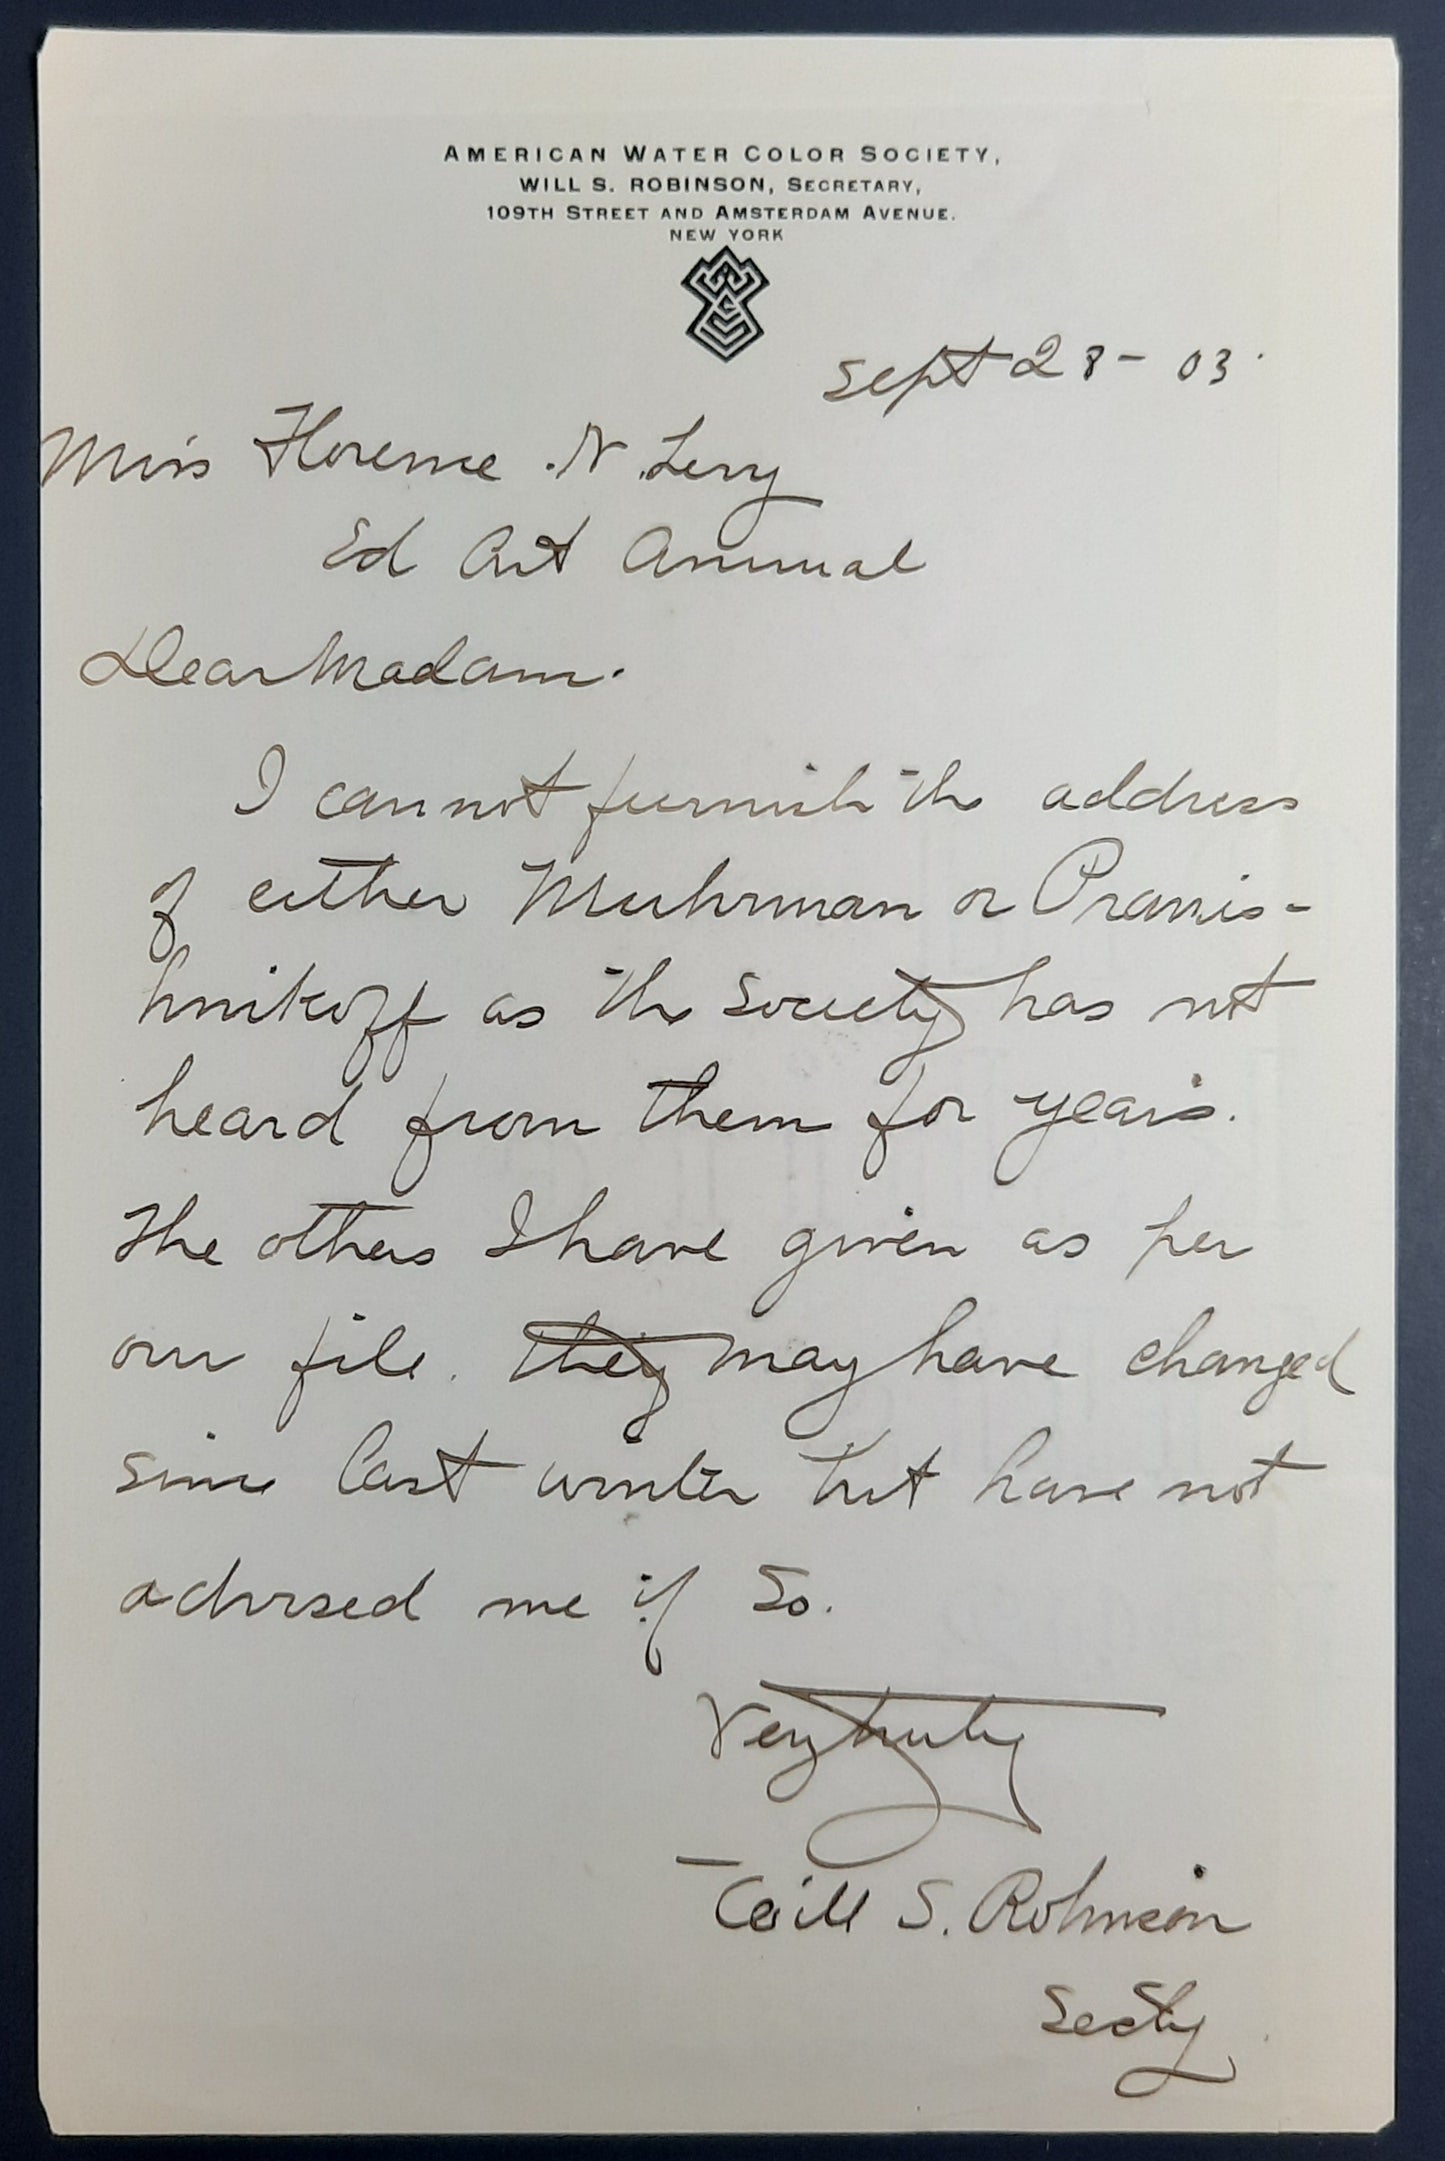 AMERICAN WATER COLOR SOCIETY,
WILL S. ROBINSON, SECRETARY,
109TH STREET AND AMSTERDAM AVENUE.
NEW YORK
Sept 28 - 03.
Miss Florence . N . Levy
Ed Art Annual
Dear Madam.
I cannot furnish the address
of either Muhrman or Pranis-
hnikoff as the Society has not
heard from them for years.
The others I have given as per
our file. They may have changed
since last winter but have not
advised me if so.
Very truly
Will S. Robinson
Secty